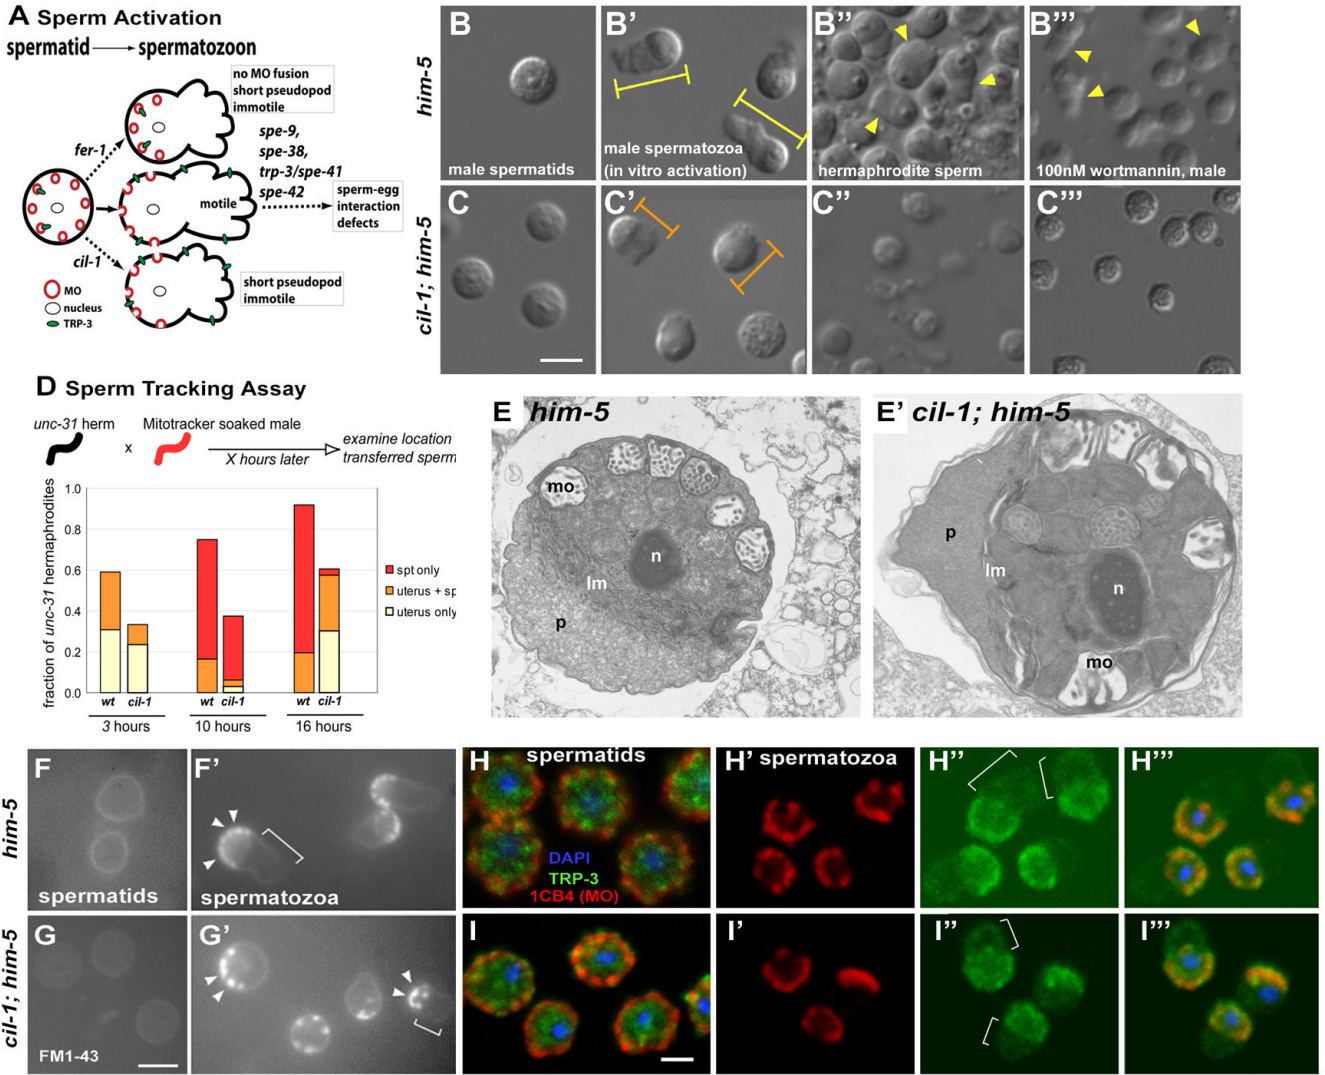 A Sperm Activation
spermatid spermatozoon
no MO fusion
short pseudopod
immotile
fer-1
spe-9,
spe-38,
trp-3/spe-41
spe-42
motile
sperm-egg
interaction
defects
cil-1
short pseudopod
immotile
MO
nucleus
TRP-3
him-5
B
male spermatids
B'
male spermatozoa
(in vitro activation)
B''
hermaphrodite sperm
B'''
100nM wortmannin, male
cil-1; him-5
C
C'
C''
C'''
D Sperm Tracking Assay
unc-31 herm
x
Mitotracker soaked male
X hours later
examine location
transferred sperm
fraction of unc-31 hermaphrodites
1.0
0.8
0.6
0.4
0.2
0.0
wt cil-1 wt cil-1 wt cil-1
3 hours 10 hours 16 hours
spt only
uterus + sp
uterus only
E him-5
mo
n
lm
p
E' cil-1; him-5
p
lm
n
mo
him-5
F
spermatids
F'
spermatozoa
cil-1; him-5
G
FM1-43
G'
H spermatids
DAPI
TRP-3
1CB4 (MO)
H' spermatozoa
H''
H'''
I
I'
I''
I'''